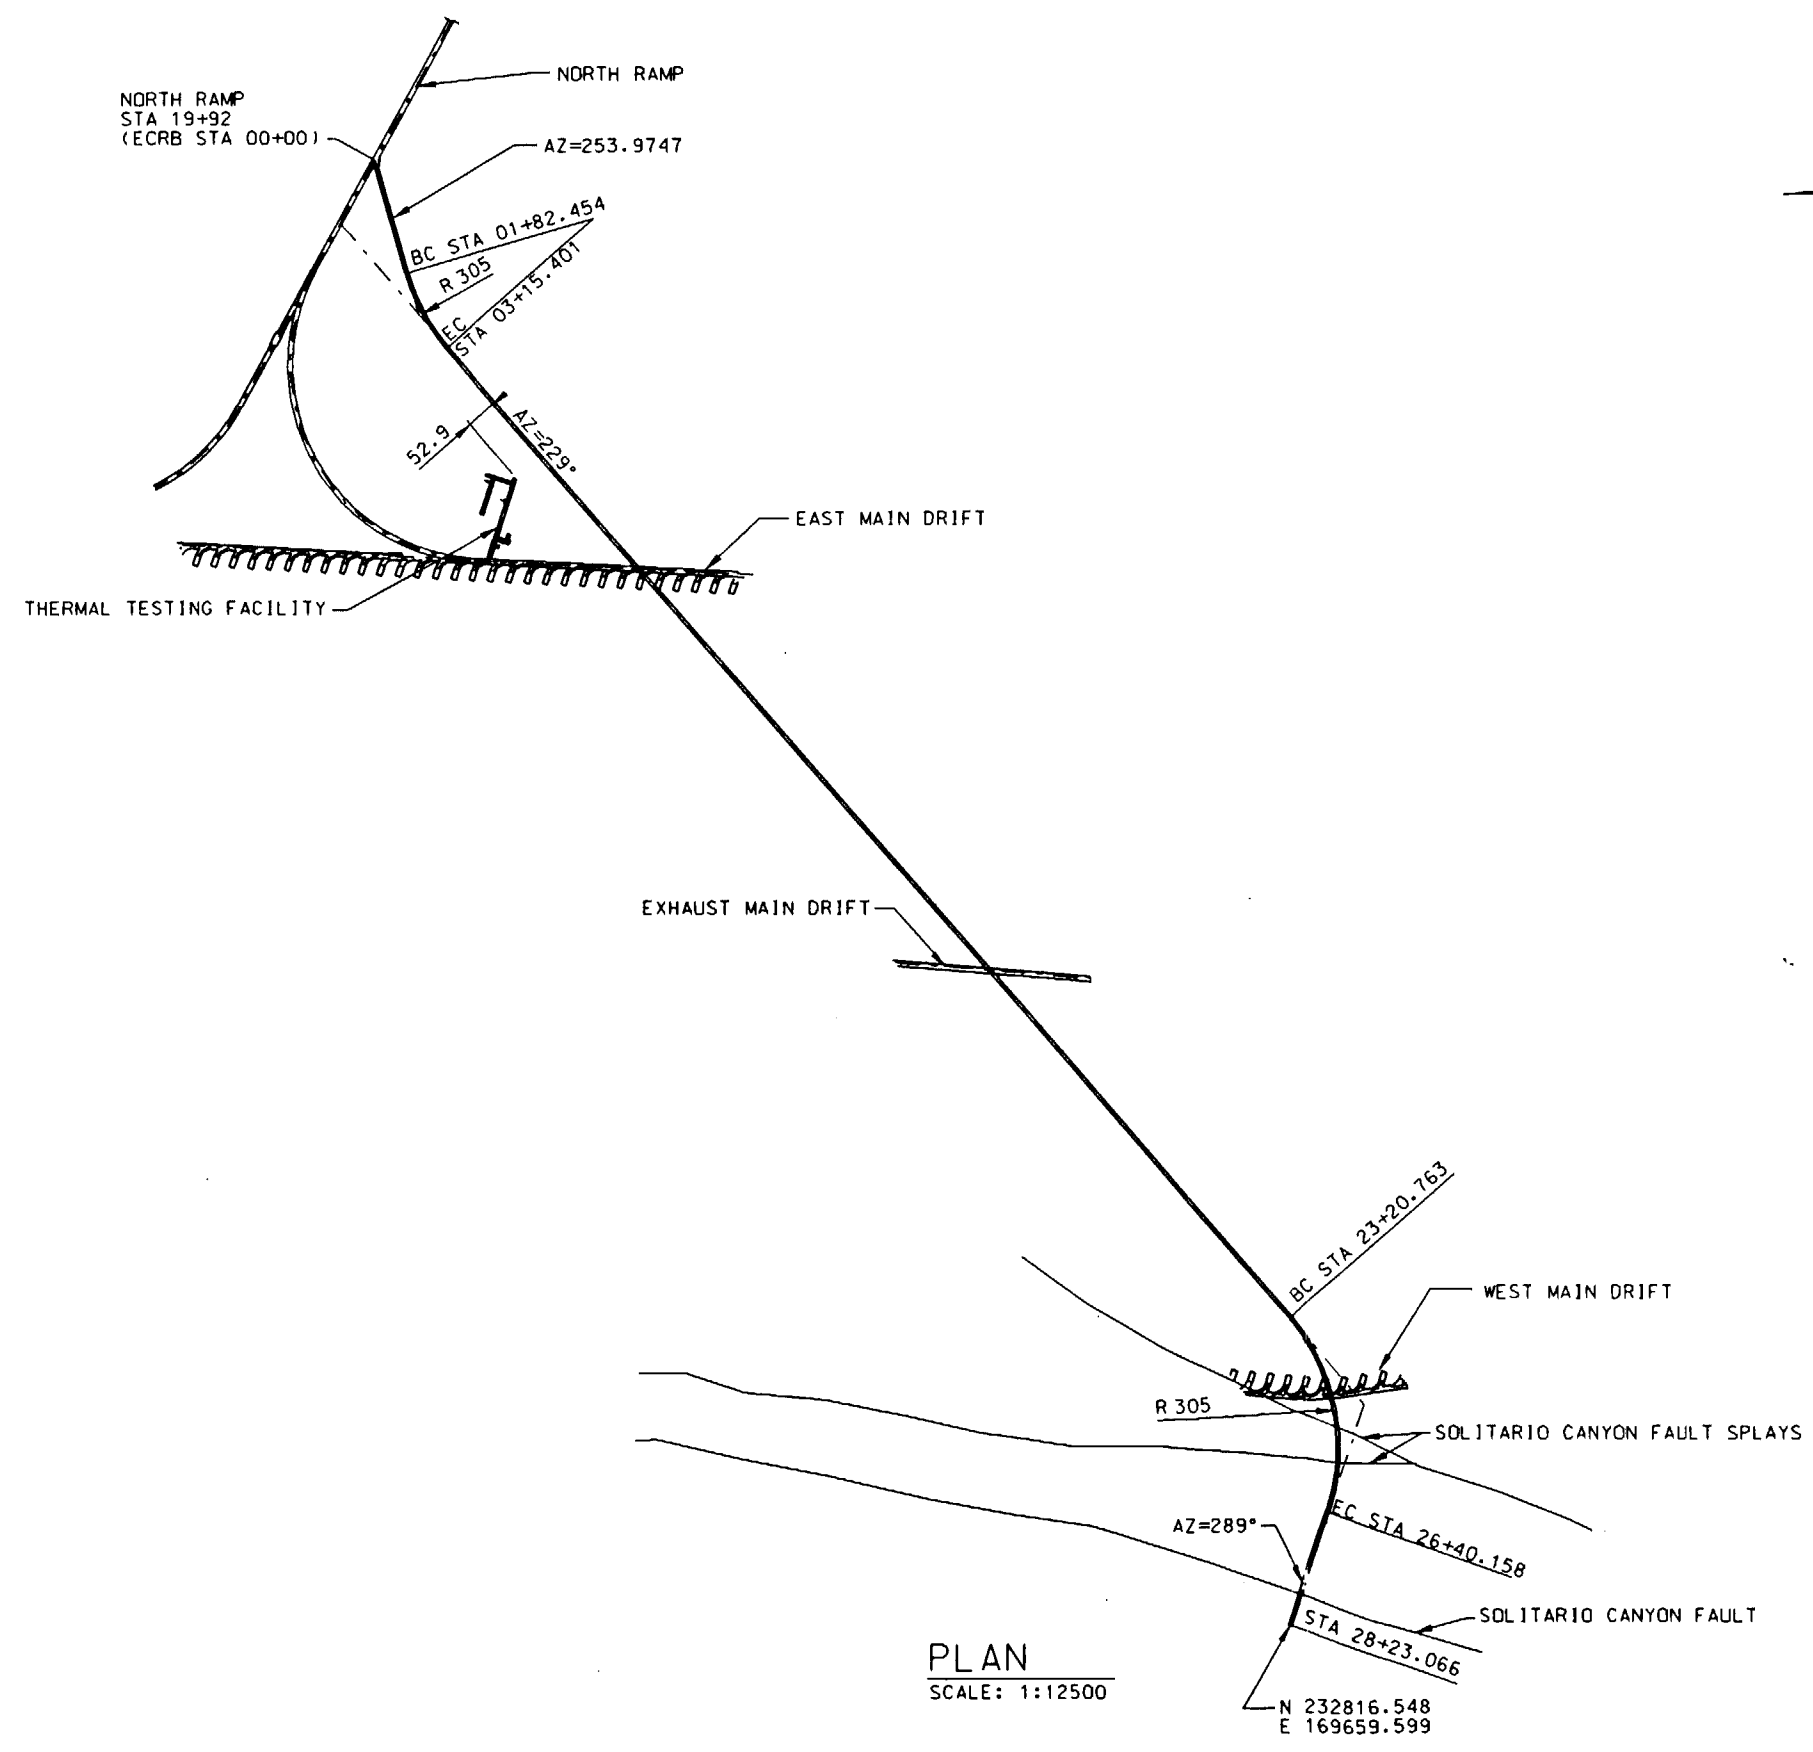 NORTH RAMP
NORTH RAMP
STA 19+92
(ECRB STA 00+00)
AZ=253.9747
BC STA 01+82.454
R 305
EC
STA 03+15.401
52.9
AZ=229°
EAST MAIN DRIFT
THERMAL TESTING FACILITY
EXHAUST MAIN DRIFT
BC STA 23+20.763
WEST MAIN DRIFT
R 305
SOLITARIO CANYON FAULT SPLAYS
EC STA 26+40.158
AZ=289°
SOLITARIO CANYON FAULT
STA 28+23.066
PLAN
SCALE: 1:12500
N 232816.548
E 169659.599